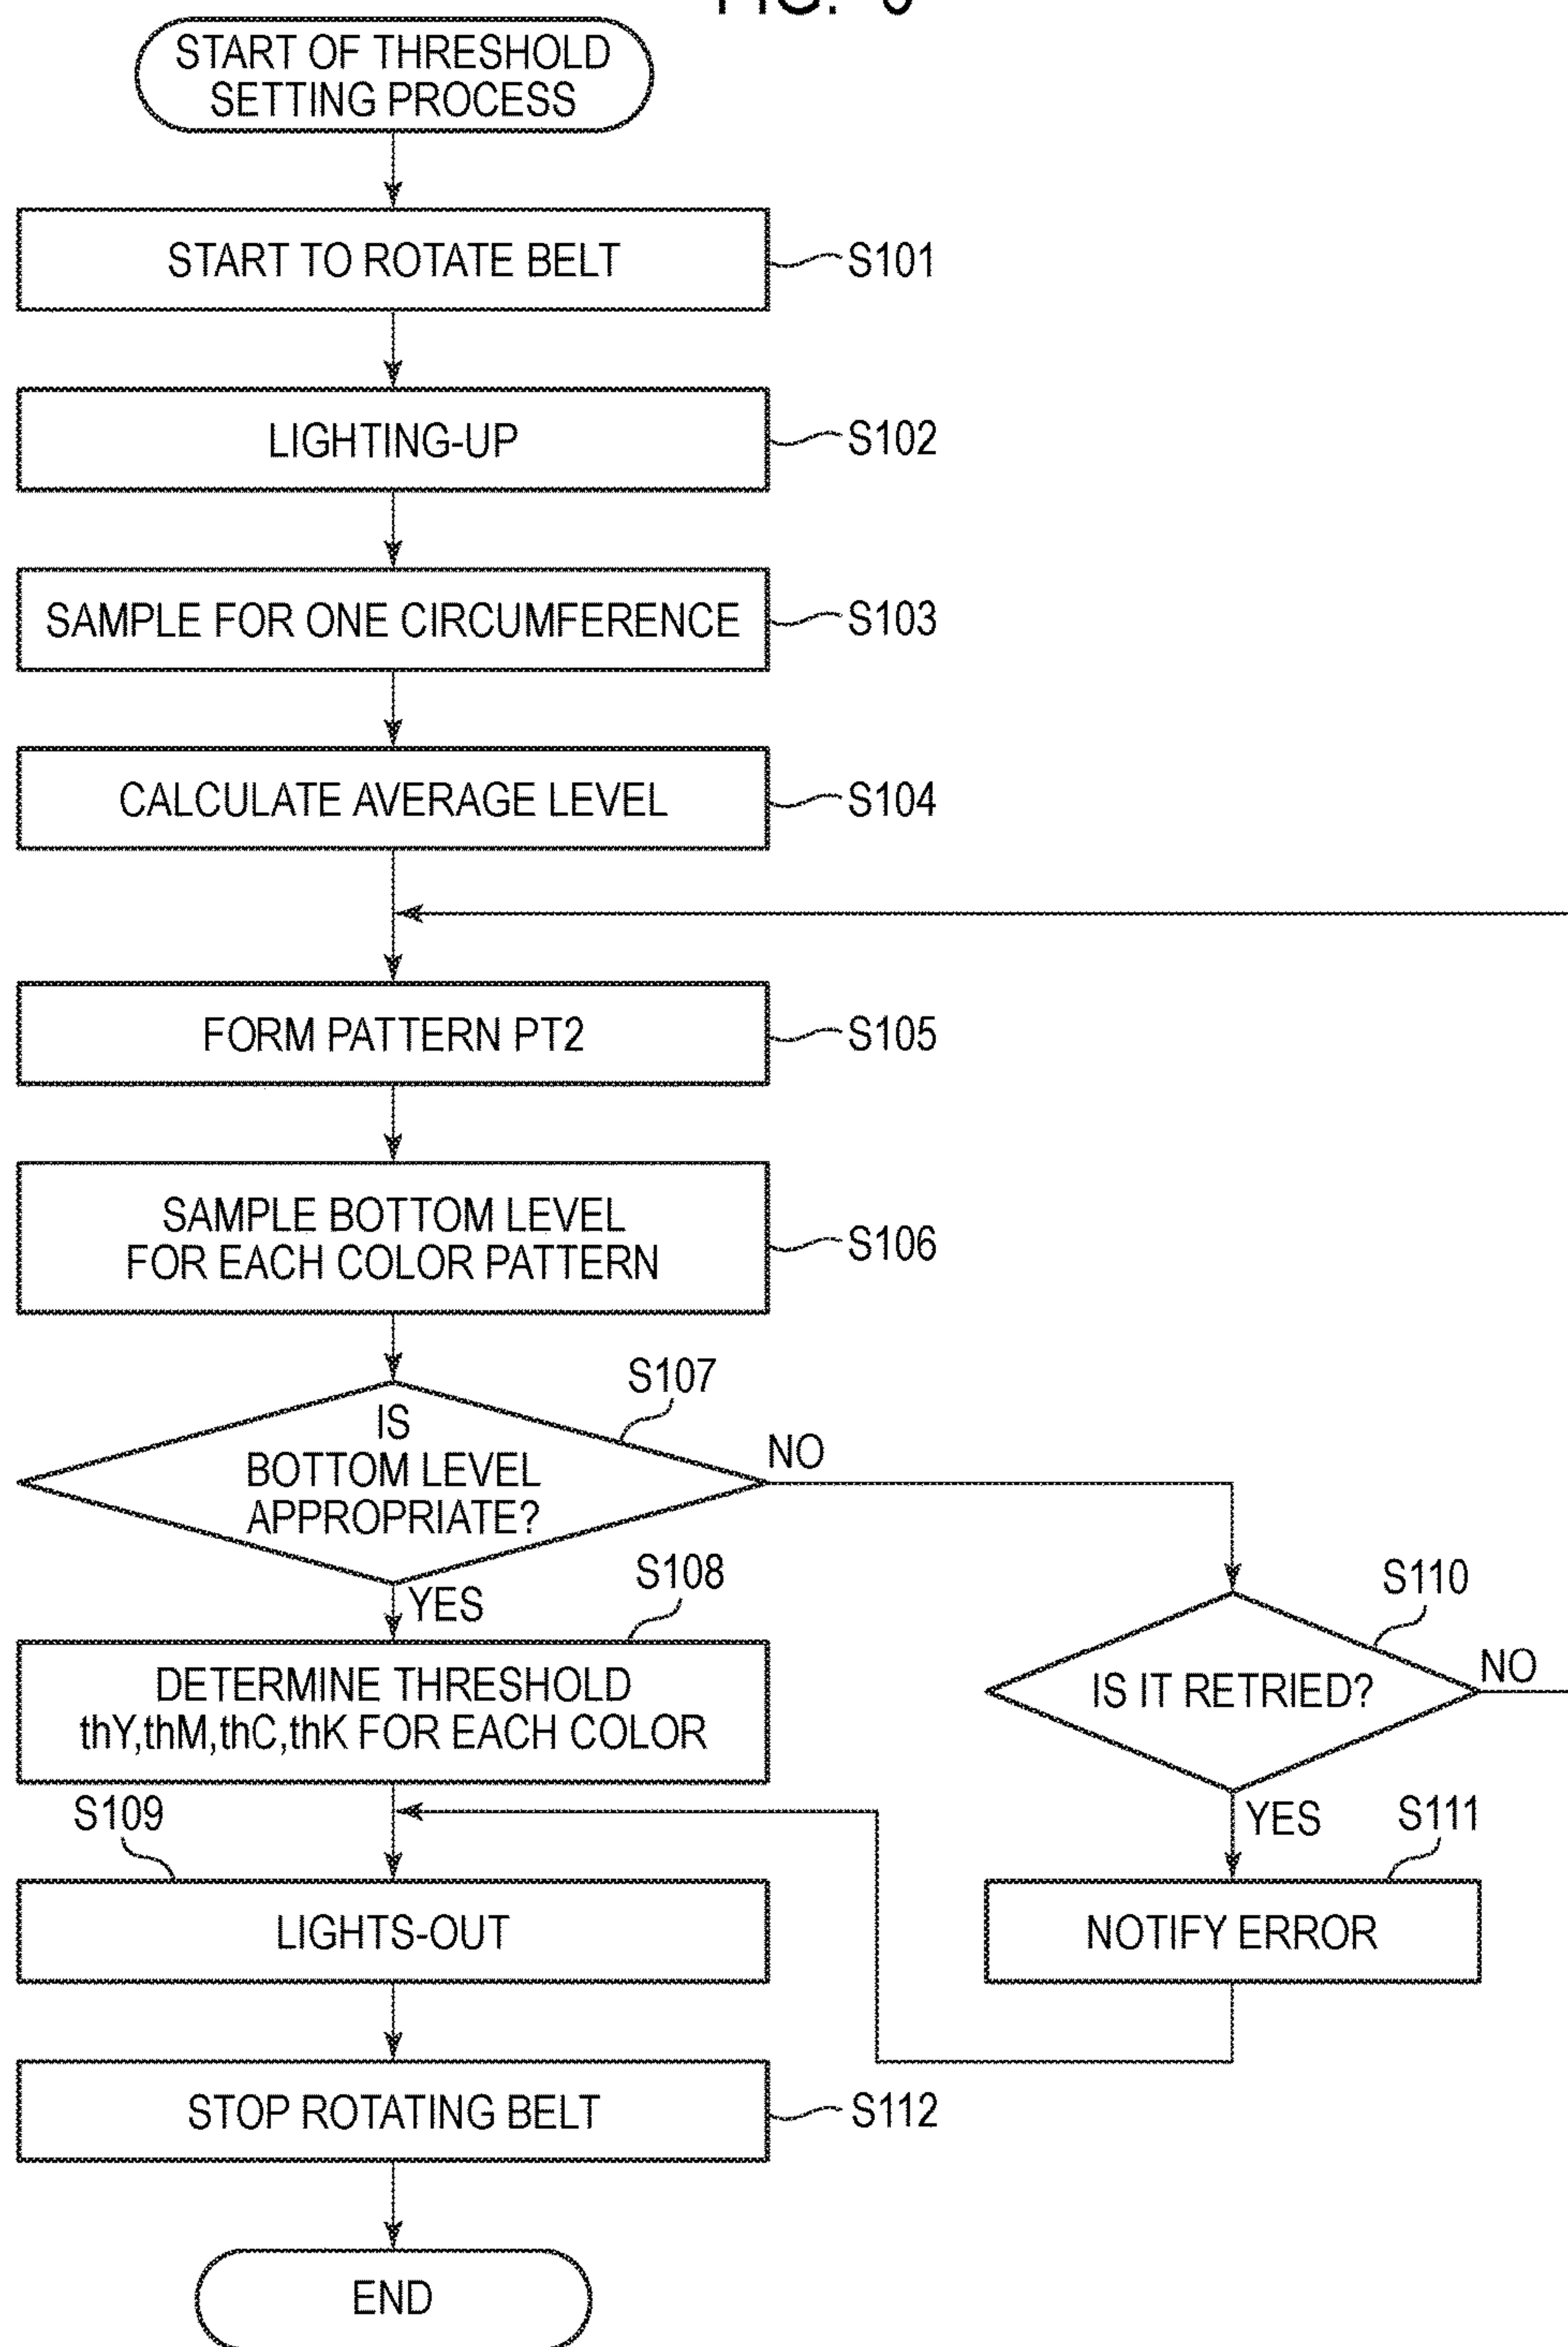 START OF THRESHOLD
SETTING PROCESS
START TO ROTATE BELT
S101
LIGHTING-UP
S102
SAMPLE FOR ONE CIRCUMFERENCE
S103
CALCULATE AVERAGE LEVEL
S104
FORM PATTERN PT2
S105
SAMPLE BOTTOM LEVEL
FOR EACH COLOR PATTERN
S106
S107
IS
BOTTOM LEVEL
APPROPRIATE?
NO
YES
S108
DETERMINE THRESHOLD
thY,thM,thC,thK FOR EACH COLOR
S110
IS IT RETRIED?
NO
YES
S111
NOTIFY ERROR
S109
LIGHTS-OUT
STOP ROTATING BELT
S112
END